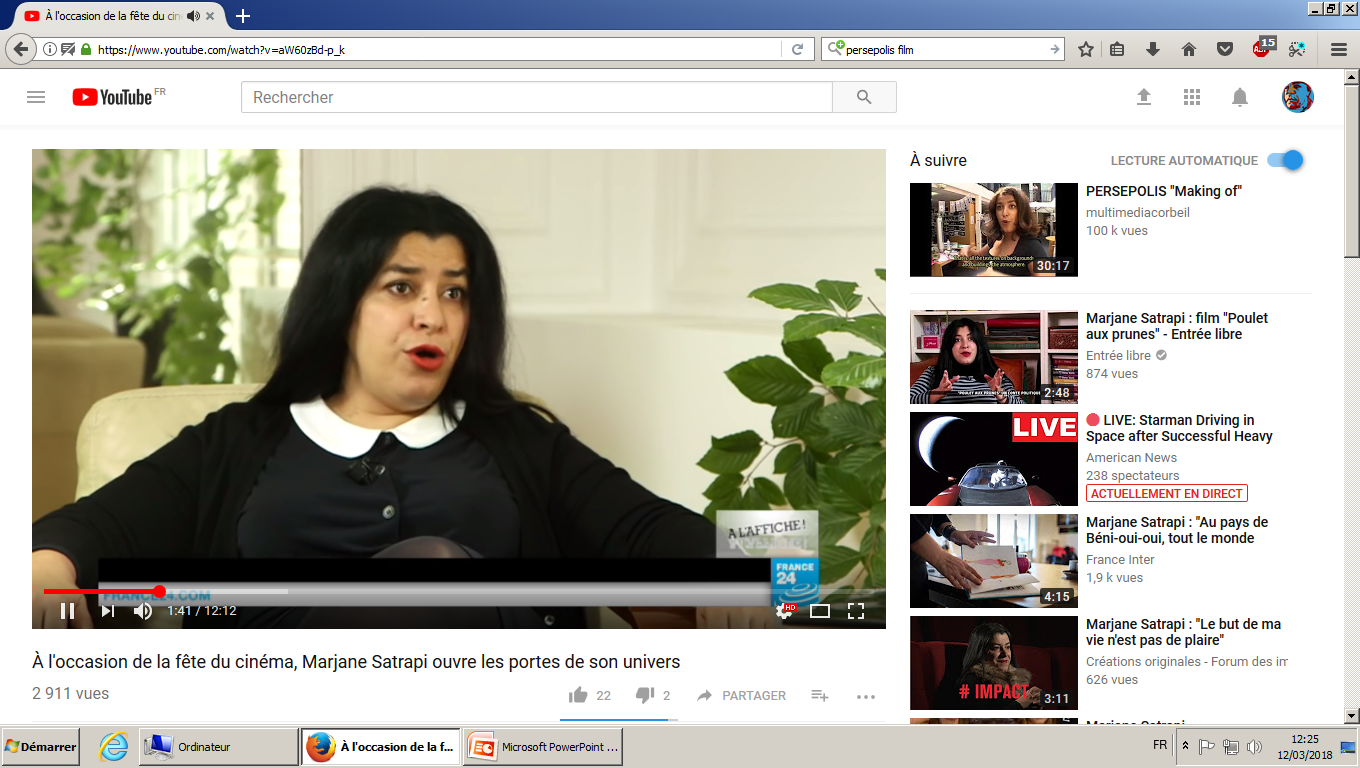 À l'occasion de la fête du ciné
https://www.youtube.com/watch?v=aW60zBd-p_k
persepolis film
15
YouTube FR
Rechercher
A L'AFFICHE !
FRANCE 24
FRANCE24.COM
1:41 / 12:12
HD
À l'occasion de la fête du cinéma, Marjane Satrapi ouvre les portes de son univers
2 911 vues
22
2
PARTAGER
À suivre
LECTURE AUTOMATIQUE
30:17
PERSEPOLIS "Making of"
multimediacorbeil
100 k vues
2:48
Marjane Satrapi : film "Poulet
aux prunes" - Entrée libre
Entrée libre
874 vues
LIVE
LIVE: Starman Driving in
Space after Successful Heavy
American News
238 spectateurs
ACTUELLEMENT EN DIRECT
4:15
Marjane Satrapi : "Au pays de
Béni-oui-oui, tout le monde
France Inter
1,9 k vues
# IMPACT
3:11
Marjane Satrapi : "Le but de ma
vie n'est pas de plaire"
Créations originales - Forum des im
626 vues
Démarrer
Ordinateur
À l'occasion de la f...
Microsoft PowerPoint ...
FR
12:25
12/03/2018